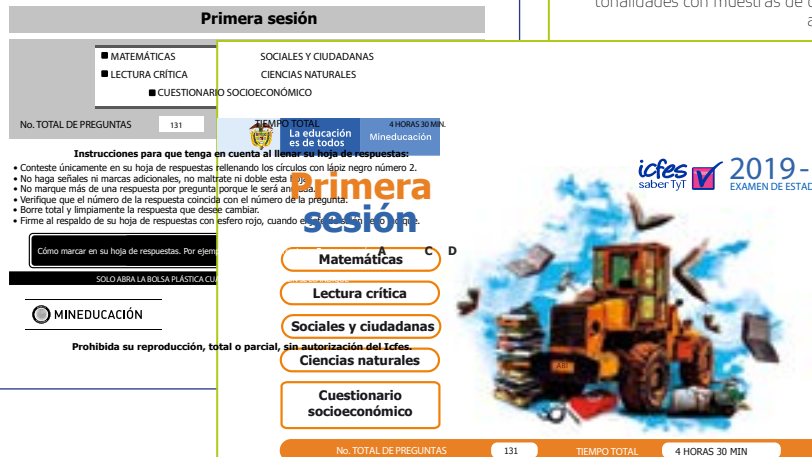 tonalidades con muestras de
Primera sesión
MATEMÁTICAS
SOCIALES Y CIUDADANAS
LECTURA CRÍTICA
CIENCIAS NATURALES
CUESTIONARIO SOCIOECONÓMICO
No. TOTAL DE PREGUNTAS
131
TIEMPO TOTAL
4 HORAS 30 MIN.
Instrucciones para que tenga en cuenta al llenar su hoja de respuestas:
• Conteste únicamente en su hoja de respuestas rellenando los círculos con lápiz negro número 2.
• No haga señales ni marcas adicionales, no maltrate ni doble esta hoja.
• No marque más de una respuesta por pregunta porque le será anulada.
• Verifique que el número de la respuesta coincida con el número de la pregunta.
• Borre total y limpiamente la respuesta que desee cambiar.
• Firme al respaldo de su hoja de respuestas con esfero rojo, cuando
Cómo marcar en su hoja de respuestas. Por
A C D
SOLO ABRA LA BOLSA PLÁSTICA
MINEDUCACIÓN
Prohibida su reproducción, total o parcial, sin autorización del Icfes.
La educación
es de todos
Mineducación
Primera
sesión
icfes
saber TyT
2019-
EXAMEN DE
Matemáticas
Lectura crítica
Sociales y ciudadanas
Ciencias naturales
Cuestionario
socioeconómico
No. TOTAL DE PREGUNTAS
131
TIEMPO TOTAL
4 HORAS 30 MIN